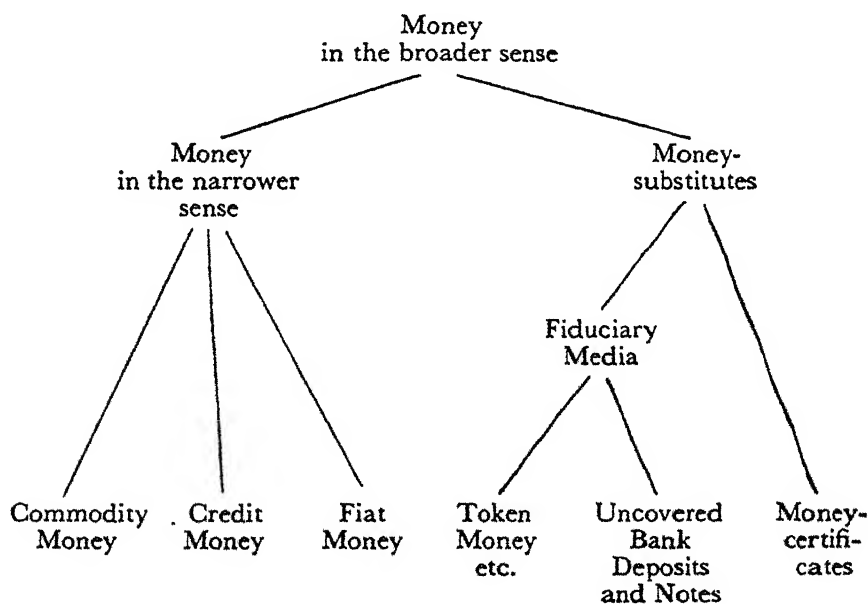 Money
in the broader sense
Money
in the narrower
sense
Money-
substitutes
Fiduciary
Media
Commodity
Money
Credit
Money
Fiat
Money
Token
Money
etc.
Uncovered
Bank
Deposits
and Notes
Money-
certifi-
cates